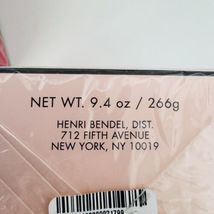 NET WT. 9.4 oz / 266g
HENRI BENDEL, DIST.
712 FIFTH AVENUE
NEW YORK, NY 10019